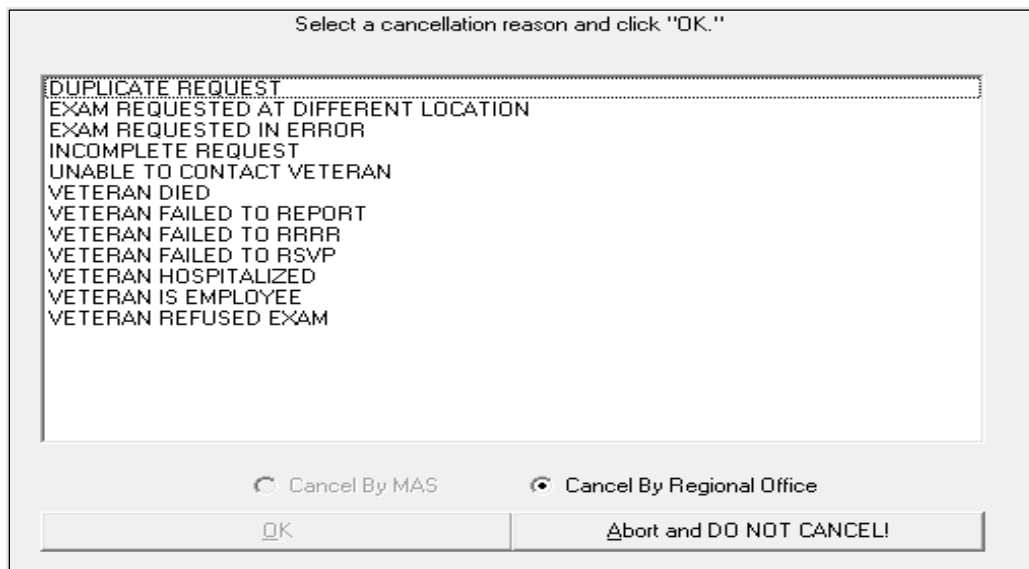 Select a cancellation reason and click "OK."
DUPLICATE REQUEST
EXAM REQUESTED AT DIFFERENT LOCATION
EXAM REQUESTED IN ERROR
INCOMPLETE REQUEST
UNABLE TO CONTACT VETERAN
VETERAN DIED
VETERAN FAILED TO REPORT
VETERAN FAILED TO RRRR
VETERAN FAILED TO RSVP
VETERAN HOSPITALIZED
VETERAN IS EMPLOYEE
VETERAN REFUSED EXAM
Cancel By MAS Cancel By Regional Office
OK Abort and DO NOT CANCEL!